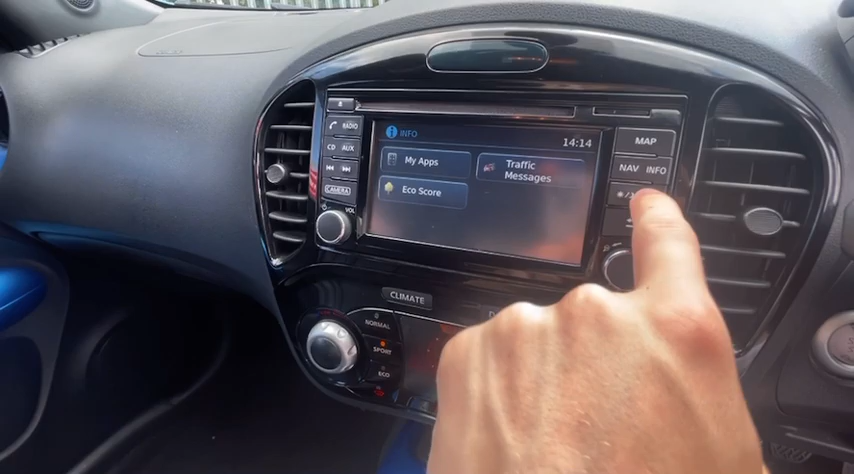 INFO
14:14
My Apps
Traffic
Messages
Eco Score
RADIO
CD AUX
CAMERA
VOL
MAP
NAV INFO
CLIMATE
D
NORMAL
SPORT
ECO